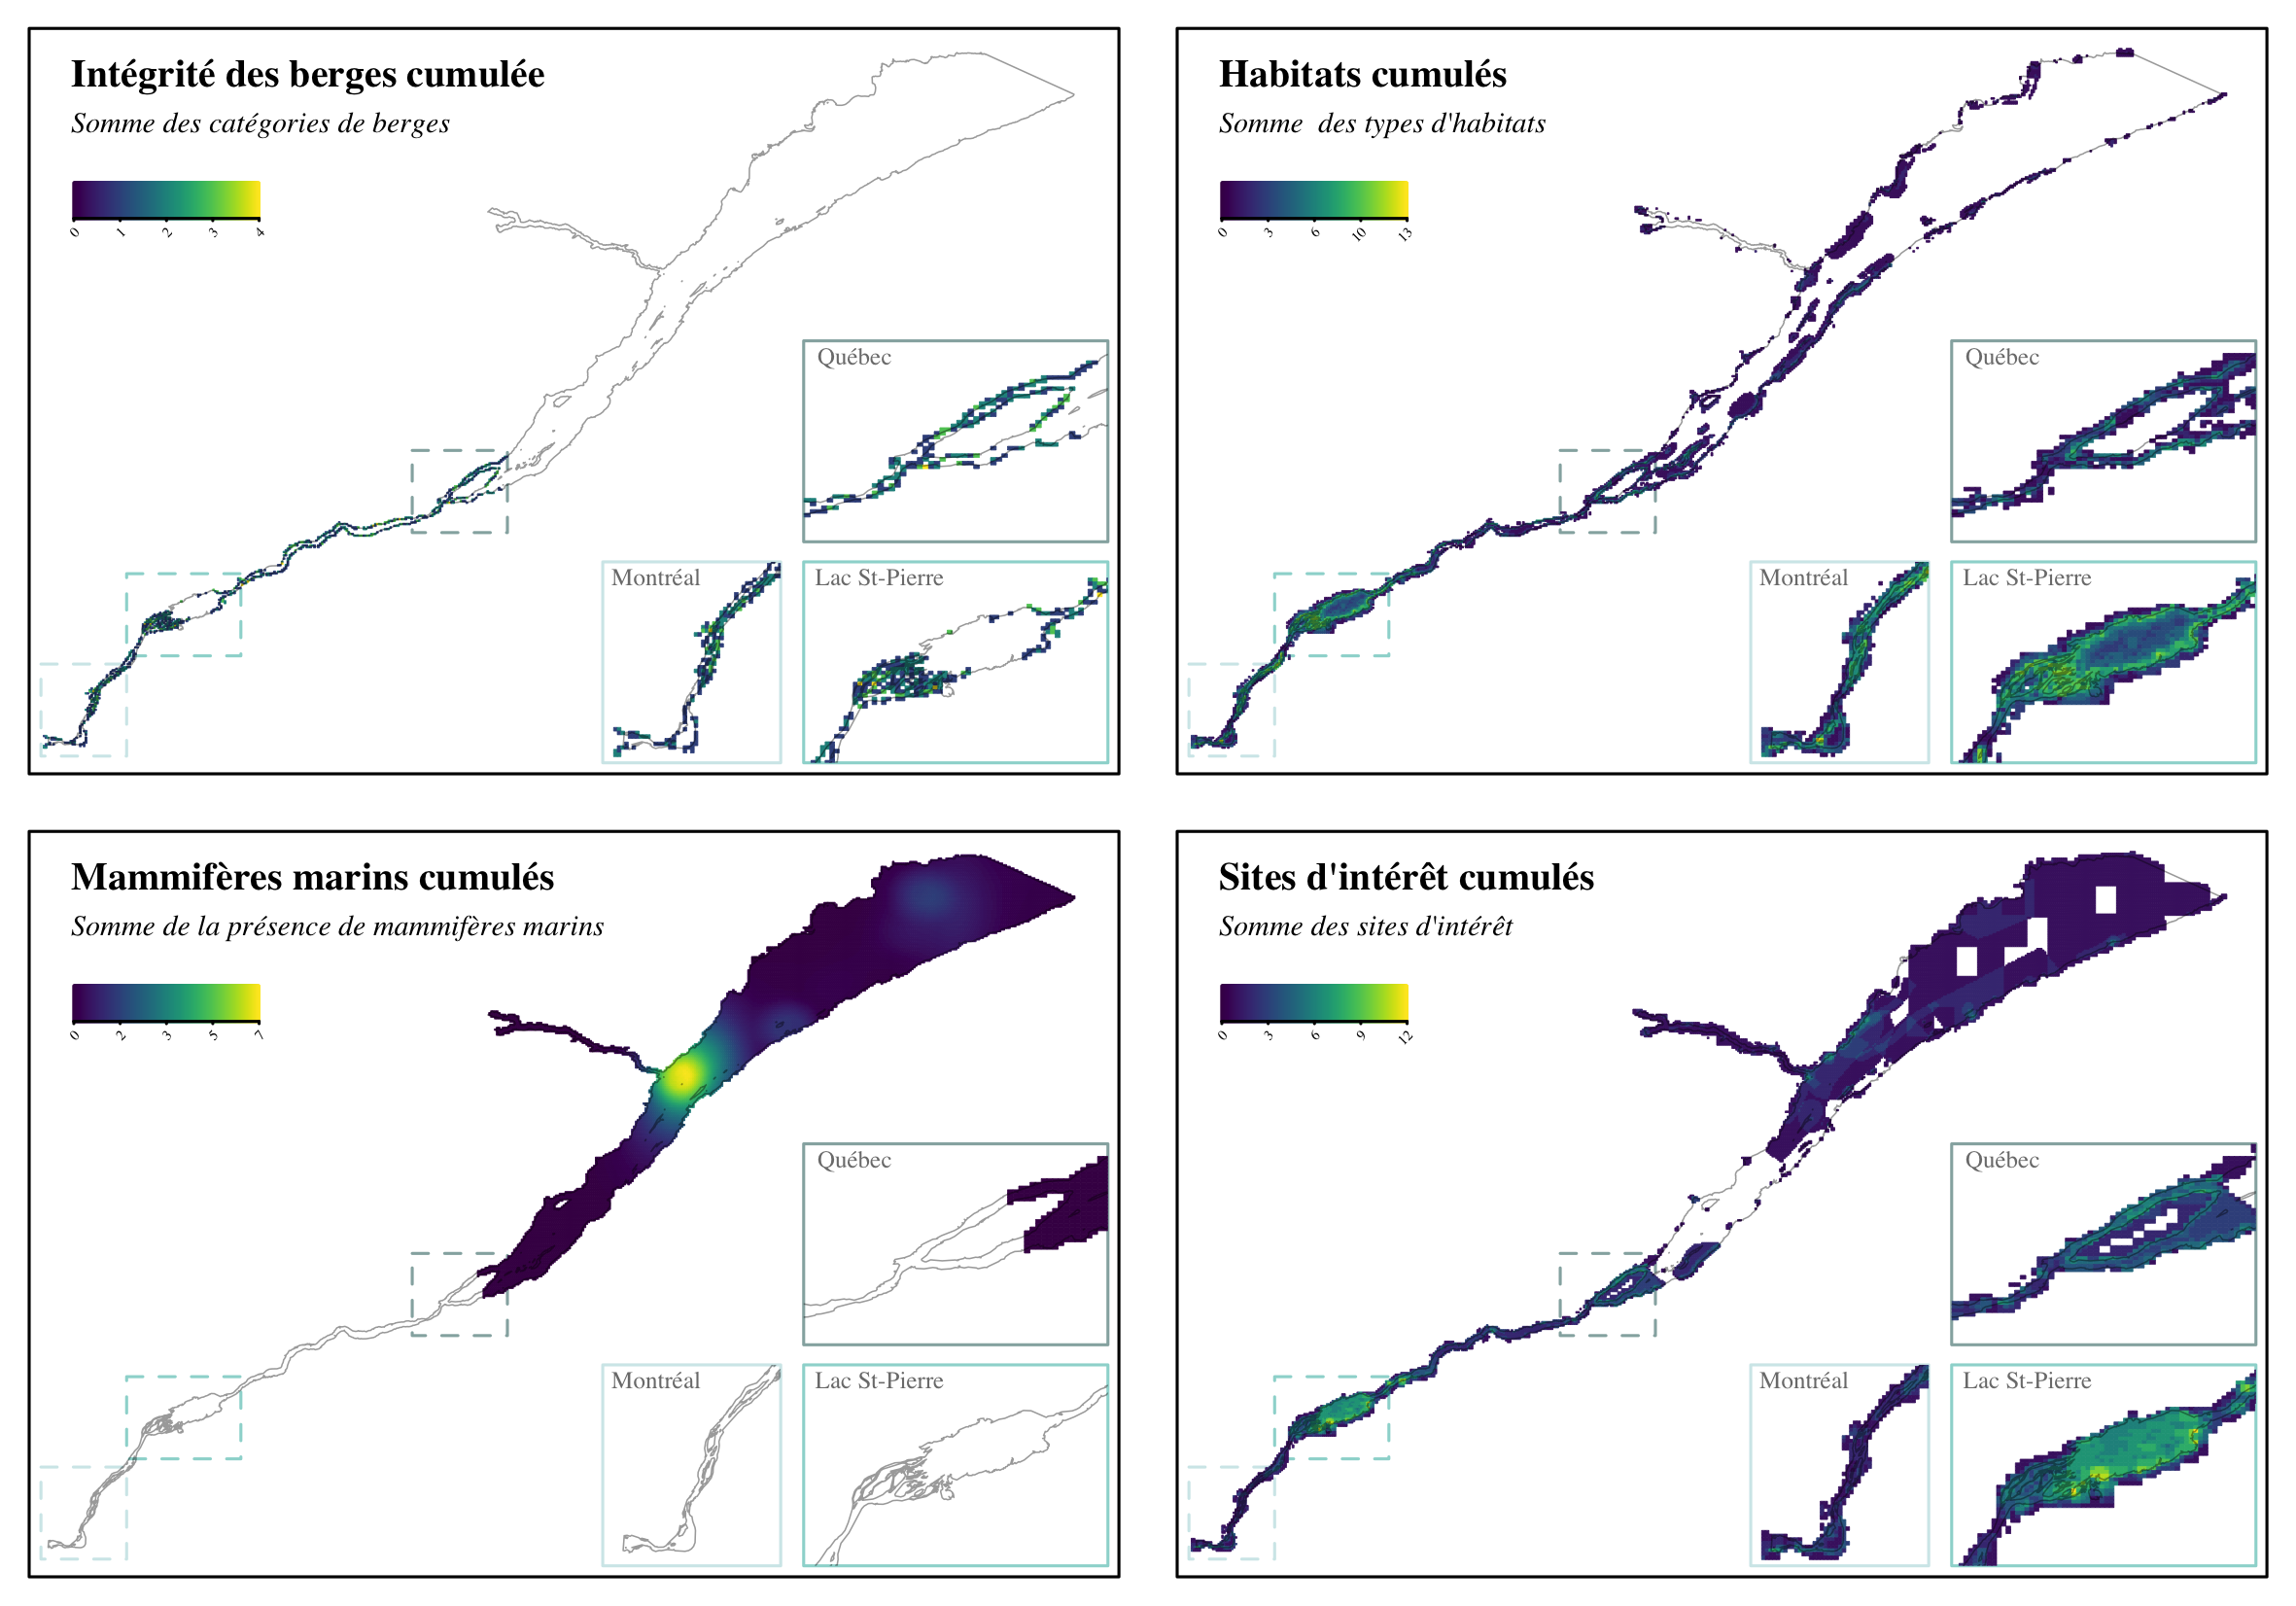 Intégrité des berges cumulée
Somme des catégories de berges
0 1 2 3 4
Québec
Montréal
Lac St-Pierre
Habitats cumulés
Somme  des types d'habitats
0 3 6 10 13
Québec
Montréal
Lac St-Pierre
Mammifères marins cumulés
Somme de la présence de mammifères marins
0 2 3 5 7
Québec
Montréal
Lac St-Pierre
Sites d'intérêt cumulés
Somme des sites d'intérêt
0 3 6 9 12
Québec
Montréal
Lac St-Pierre